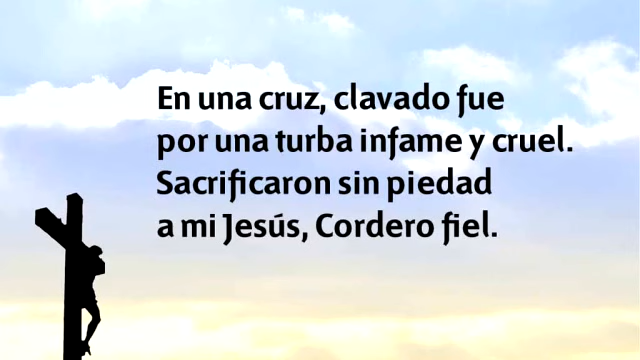 En una cruz, clavado fue
por una turba infame y cruel.
Sacrificaron sin piedad
a mi Jesús, Cordero fiel.